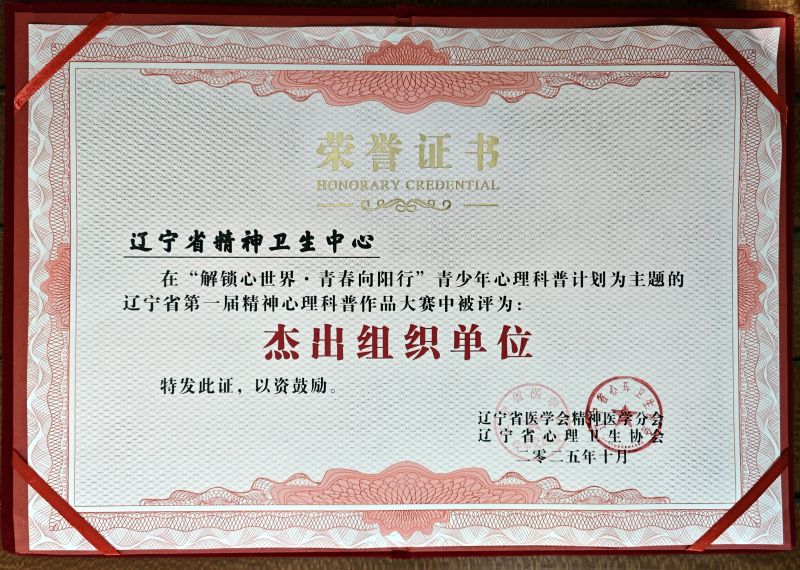 荣誉证书
HONORARY CREDENTIAL
辽宁省精神卫生中心
在“解锁心世界·青春向阳行”青少年心理科普计划为主题的
辽宁省第一届精神心理科普作品大赛中被评为：
杰出组织单位
特发此证，以资鼓励。
辽宁省医学会精神医学分会
辽宁省心理卫生协会
二零二五年十月